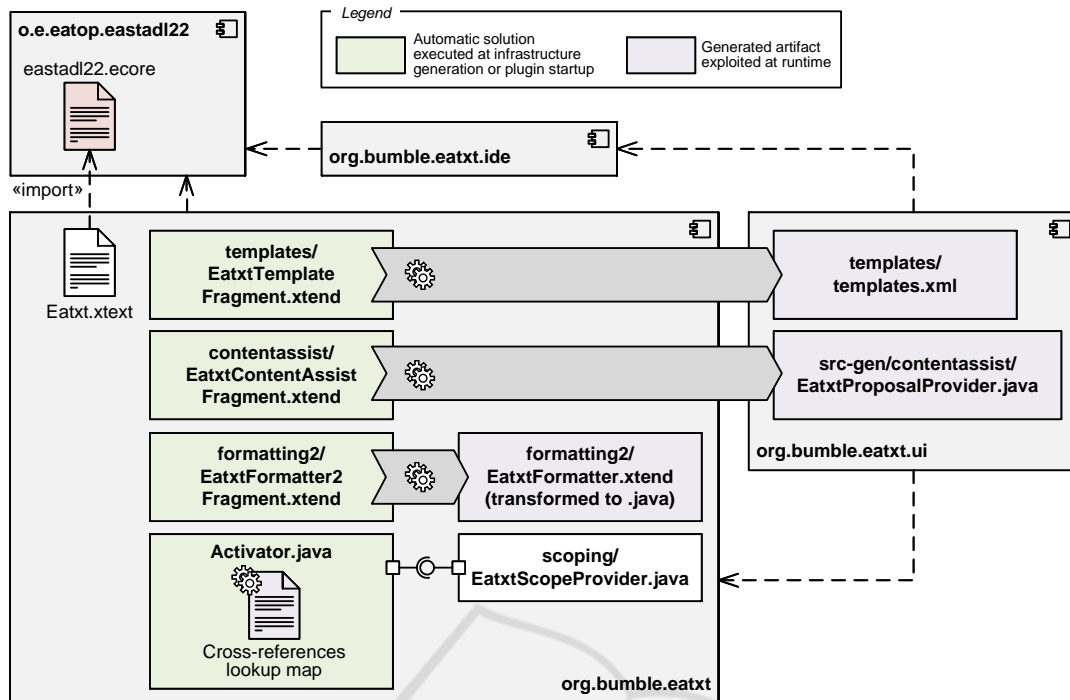 o.e.eatop.eastadl22
eastadl22.ecore
Legend
Automatic solution
executed at infrastructure
generation or plugin startup
Generated artifact
exploited at runtime
org.bumble.eatxt.ide
«import»
Eatxt.xtext
templates/
EatxtTemplate
Fragment.xtend
templates/
templates.xml
contentassist/
EatxtContentAssist
Fragment.xtend
src-gen/contentassist/
EatxtProposalProvider.java
org.bumble.eatxt.ui
formatting2/
EatxtFormatter2
Fragment.xtend
formatting2/
EatxtFormatter.xtend
(transformed to .java)
Activator.java
Cross-references
lookup map
scoping/
EatxtScopeProvider.java
org.bumble.eatxt